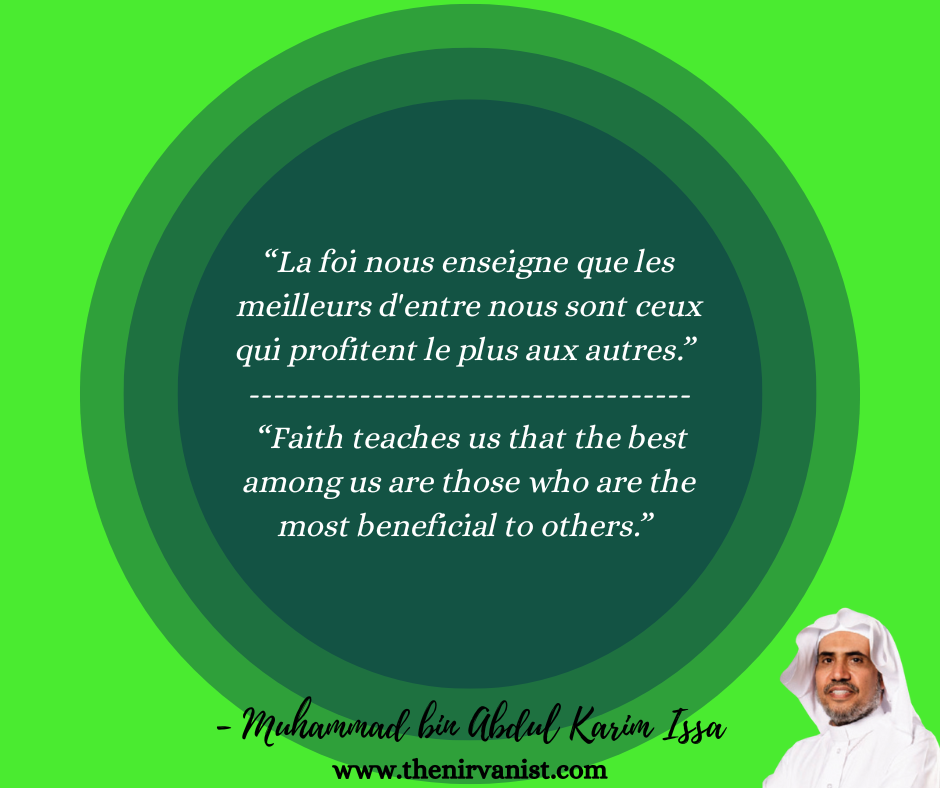 “La foi nous enseigne que les
meilleurs d'entre nous sont ceux
qui profitent le plus aux autres.”
------------------------------------
“Faith teaches us that the best
among us are those who are the
most beneficial to others.”
- Muhammad bin Abdul Karim Issa
www.thenirvanist.com